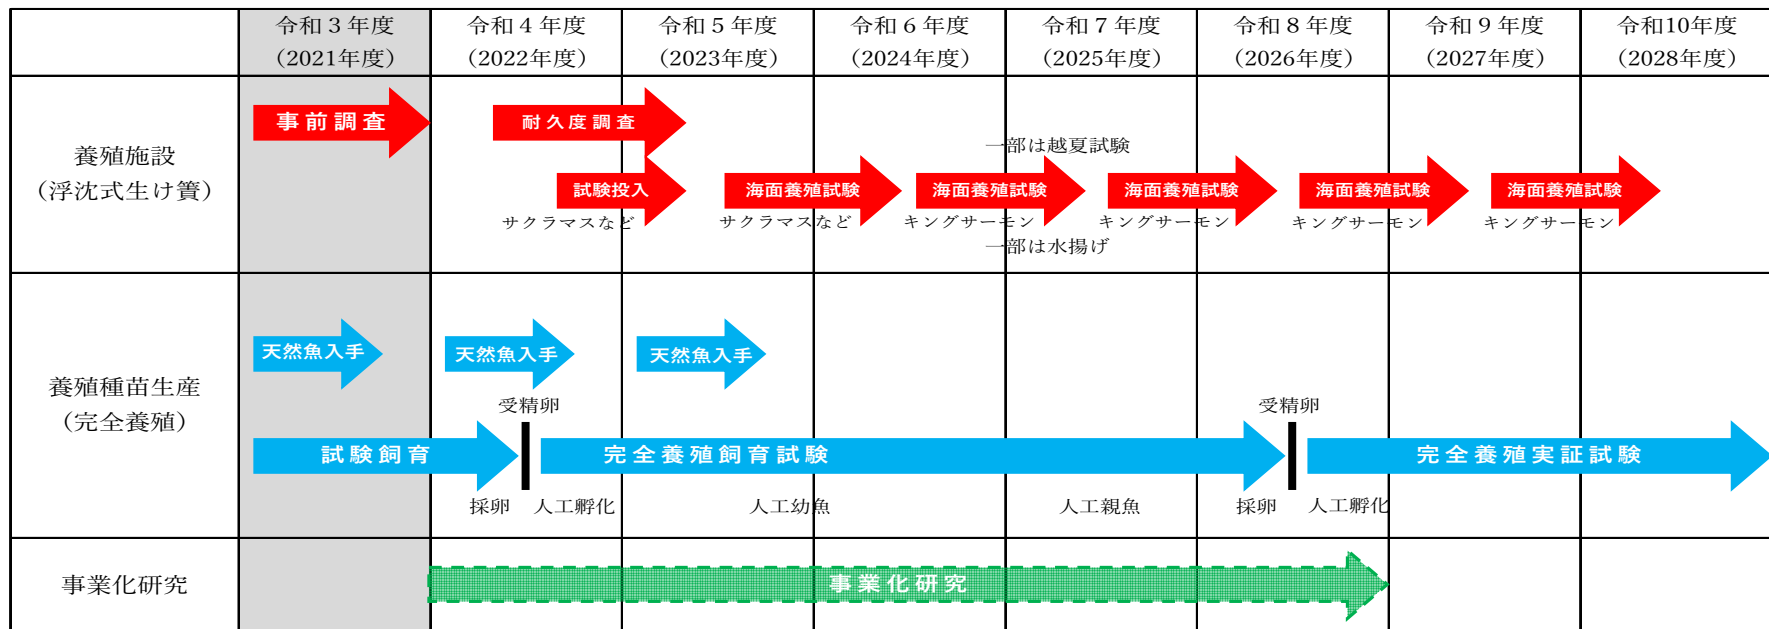 令和３年度
（2021年度）
令和４年度
（2022年度）
令和５年度
（2023年度）
令和６年度
（2024年度）
令和７年度
（2025年度）
令和８年度
（2026年度）
令和９年度
（2027年度）
令和10年度
（2028年度）
養殖施設
（浮沈式生け簀）
事前調査
耐久度調査
一部は越夏試験
試験投入
海面養殖試験
海面養殖試験
海面養殖試験
海面養殖試験
海面養殖試験
サクラマスなど
サクラマスなど
キングサーモン
キングサーモン
キングサーモン
キングサーモン
一部は水揚げ
養殖種苗生産
（完全養殖）
天然魚入手
天然魚入手
天然魚入手
受精卵
受精卵
試験飼育
完全養殖飼育試験
完全養殖実証試験
採卵
人工孵化
人工幼魚
人工親魚
採卵
人工孵化
事業化研究
事業化研究